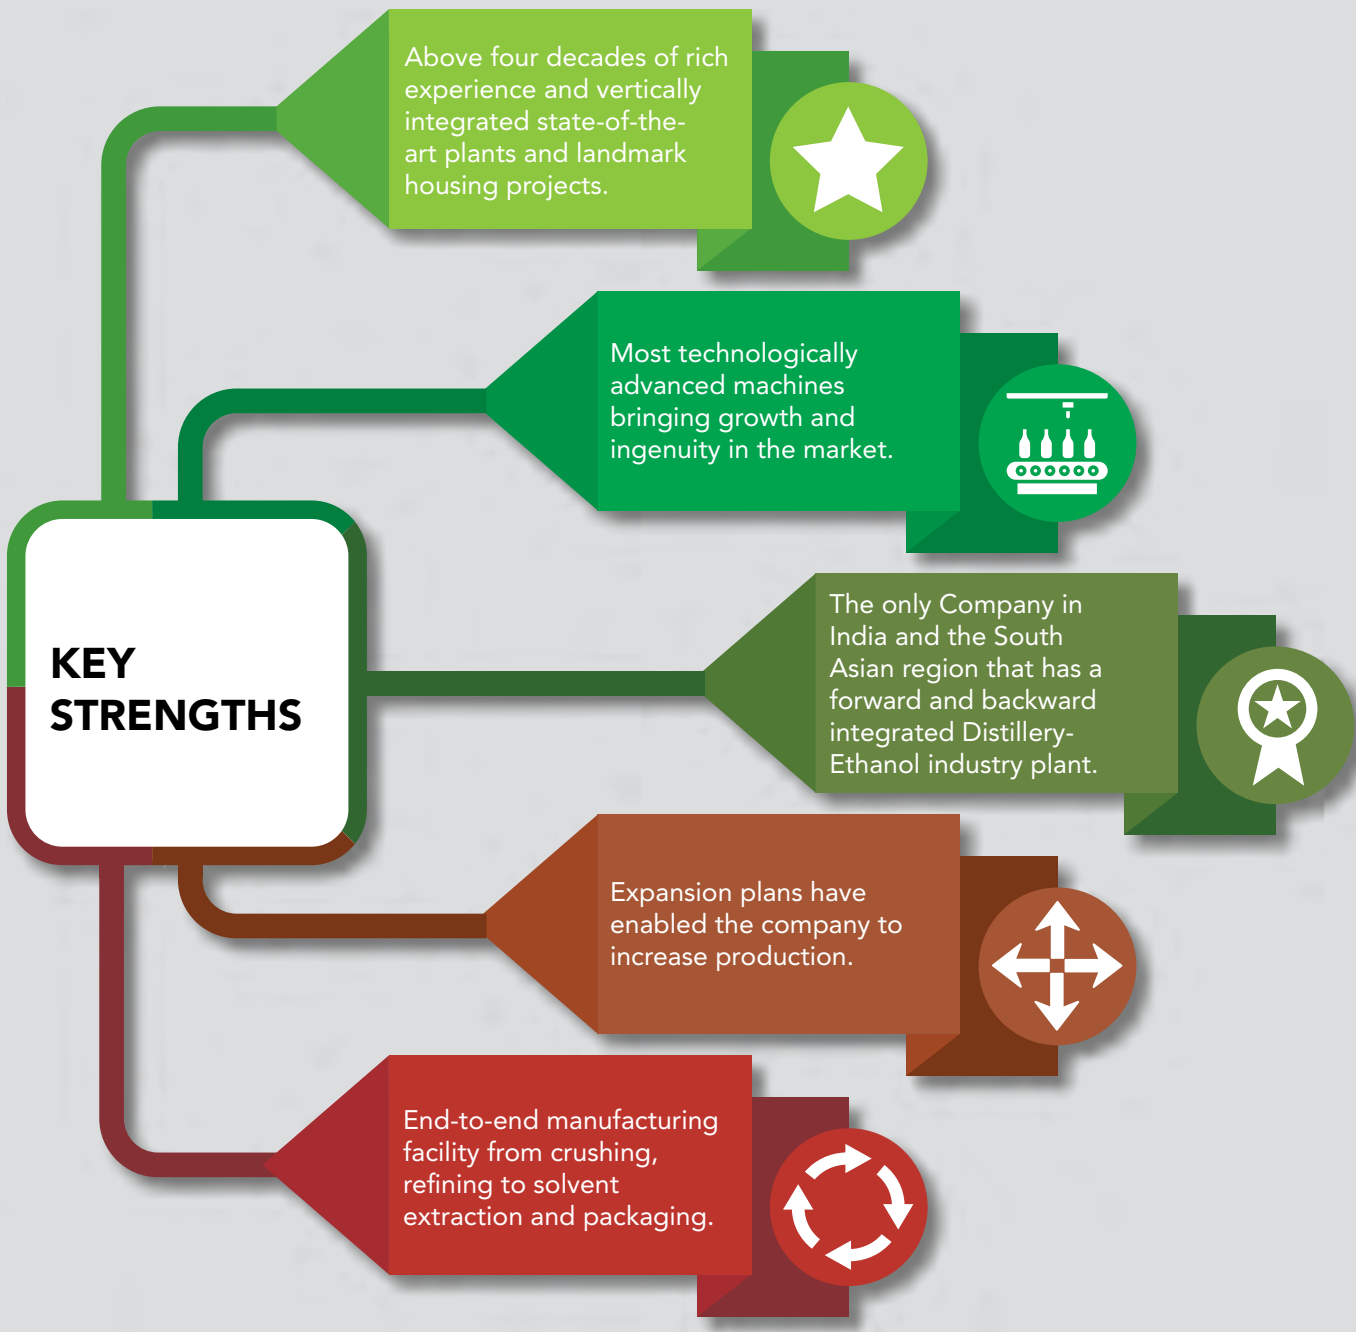 Above four decades of rich
experience and vertically
integrated state-of-the-
art plants and landmark
housing projects.
Most technologically
advanced machines
bringing growth and
ingenuity in the market.
KEY
STRENGTHS
The only Company in
India and the South
Asian region that has a
forward and backward
integrated Distillery-
Ethanol industry plant.
Expansion plans have
enabled the company to
increase production.
End-to-end manufacturing
facility from crushing,
refining to solvent
extraction and packaging.